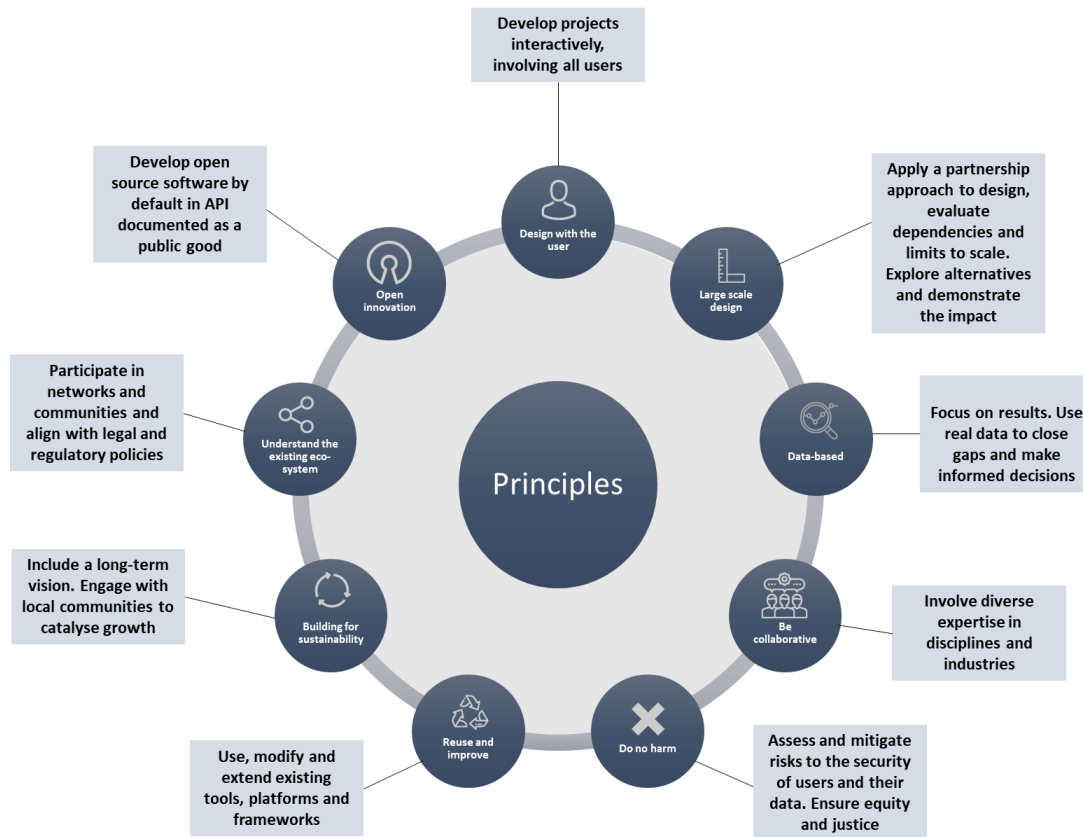 Develop projects
interactively,
involving all users
Design with the
user
Apply a partnership
approach to design,
evaluate
dependencies and
limits to scale.
Explore alternatives
and demonstrate
the impact
Large scale
design
Focus on results. Use
real data to close
gaps and make
informed decisions
Data-based
Involve diverse
expertise in
disciplines and
industries
Be
collaborative
Assess and mitigate
risks to the security
of users and their
data. Ensure equity
and justice
Do no harm
Use, modify and
extend existing
tools, platforms and
frameworks
Reuse and
improve
Include a long-term
vision. Engage with
local communities to
catalyse growth
Building for
sustainability
Participate in
networks and
communities and
align with legal and
regulatory policies
Understand the
existing eco-
system
Develop open
source software by
default in API
documented as a
public good
Open
innovation
Principles